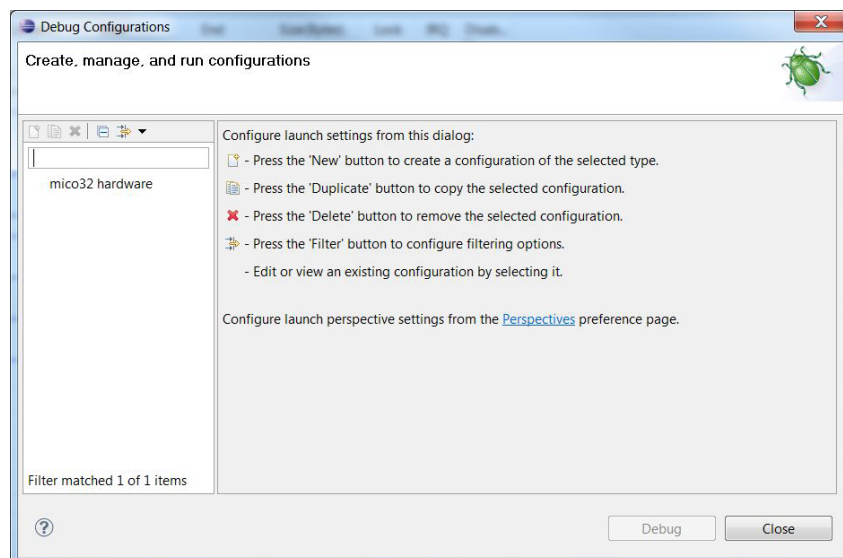 Debug Configurations
Create, manage, and run configurations
mico32 hardware
Filter matched 1 of 1 items
Configure launch settings from this dialog:
- Press the 'New' button to create a configuration of the selected type.
- Press the 'Duplicate' button to copy the selected configuration.
- Press the 'Delete' button to remove the selected configuration.
- Press the 'Filter' button to configure filtering options.
- Edit or view an existing configuration by selecting it.
Configure launch perspective settings from the Perspectives preference page.
Debug
Close